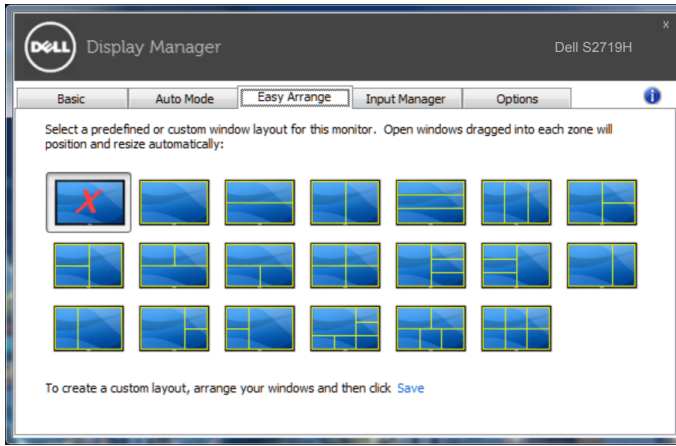 x
DELL Display Manager Dell S2719H
Basic Auto Mode Easy Arrange Input Manager Options i
Select a predefined or custom window layout for this monitor. Open windows dragged into each zone will
position and resize automatically:
X
To create a custom layout, arrange your windows and then click Save